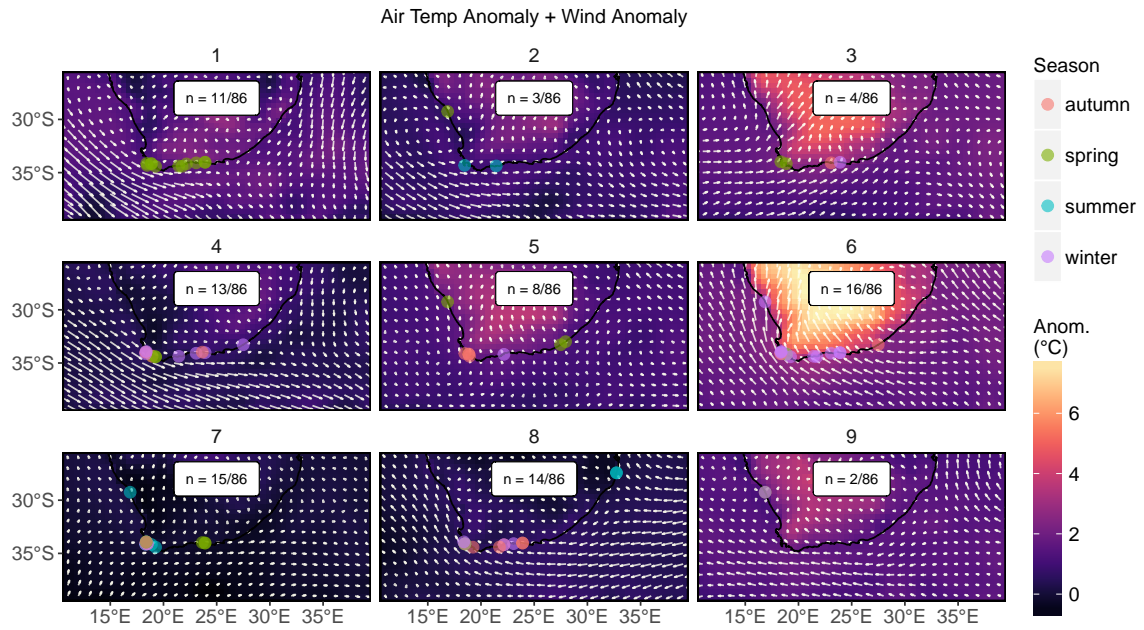 Air Temp Anomaly + Wind Anomaly
1
2
3
n = 11/86
n = 3/86
n = 4/86
30°S
35°S
4
5
6
n = 13/86
n = 8/86
n = 16/86
30°S
35°S
7
8
9
n = 15/86
n = 14/86
n = 2/86
30°S
35°S
15°E 20°E 25°E 30°E 35°E
15°E 20°E 25°E 30°E 35°E
15°E 20°E 25°E 30°E 35°E
Season
autumn
spring
summer
winter
Anom.
(°C)
6
4
2
0